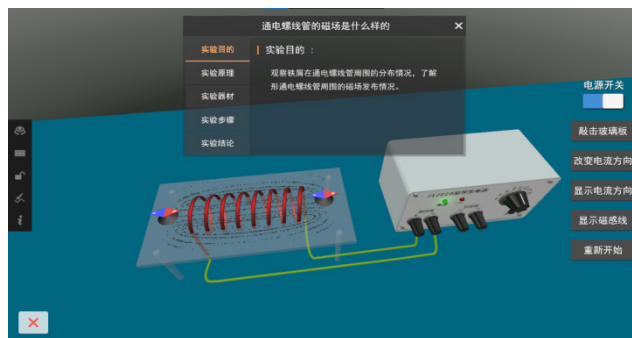 通电螺线管的磁场是什么样的
实验目的
实验原理
实验器材
实验步骤
实验结论
实验目的 :
观察铁屑在通电螺线管周围的分布情况，了解
形通电螺线管周围的磁场发布情况。
电源开关
敲击玻璃板
改变电流方向
显示电流方向
显示磁感线
重新开始